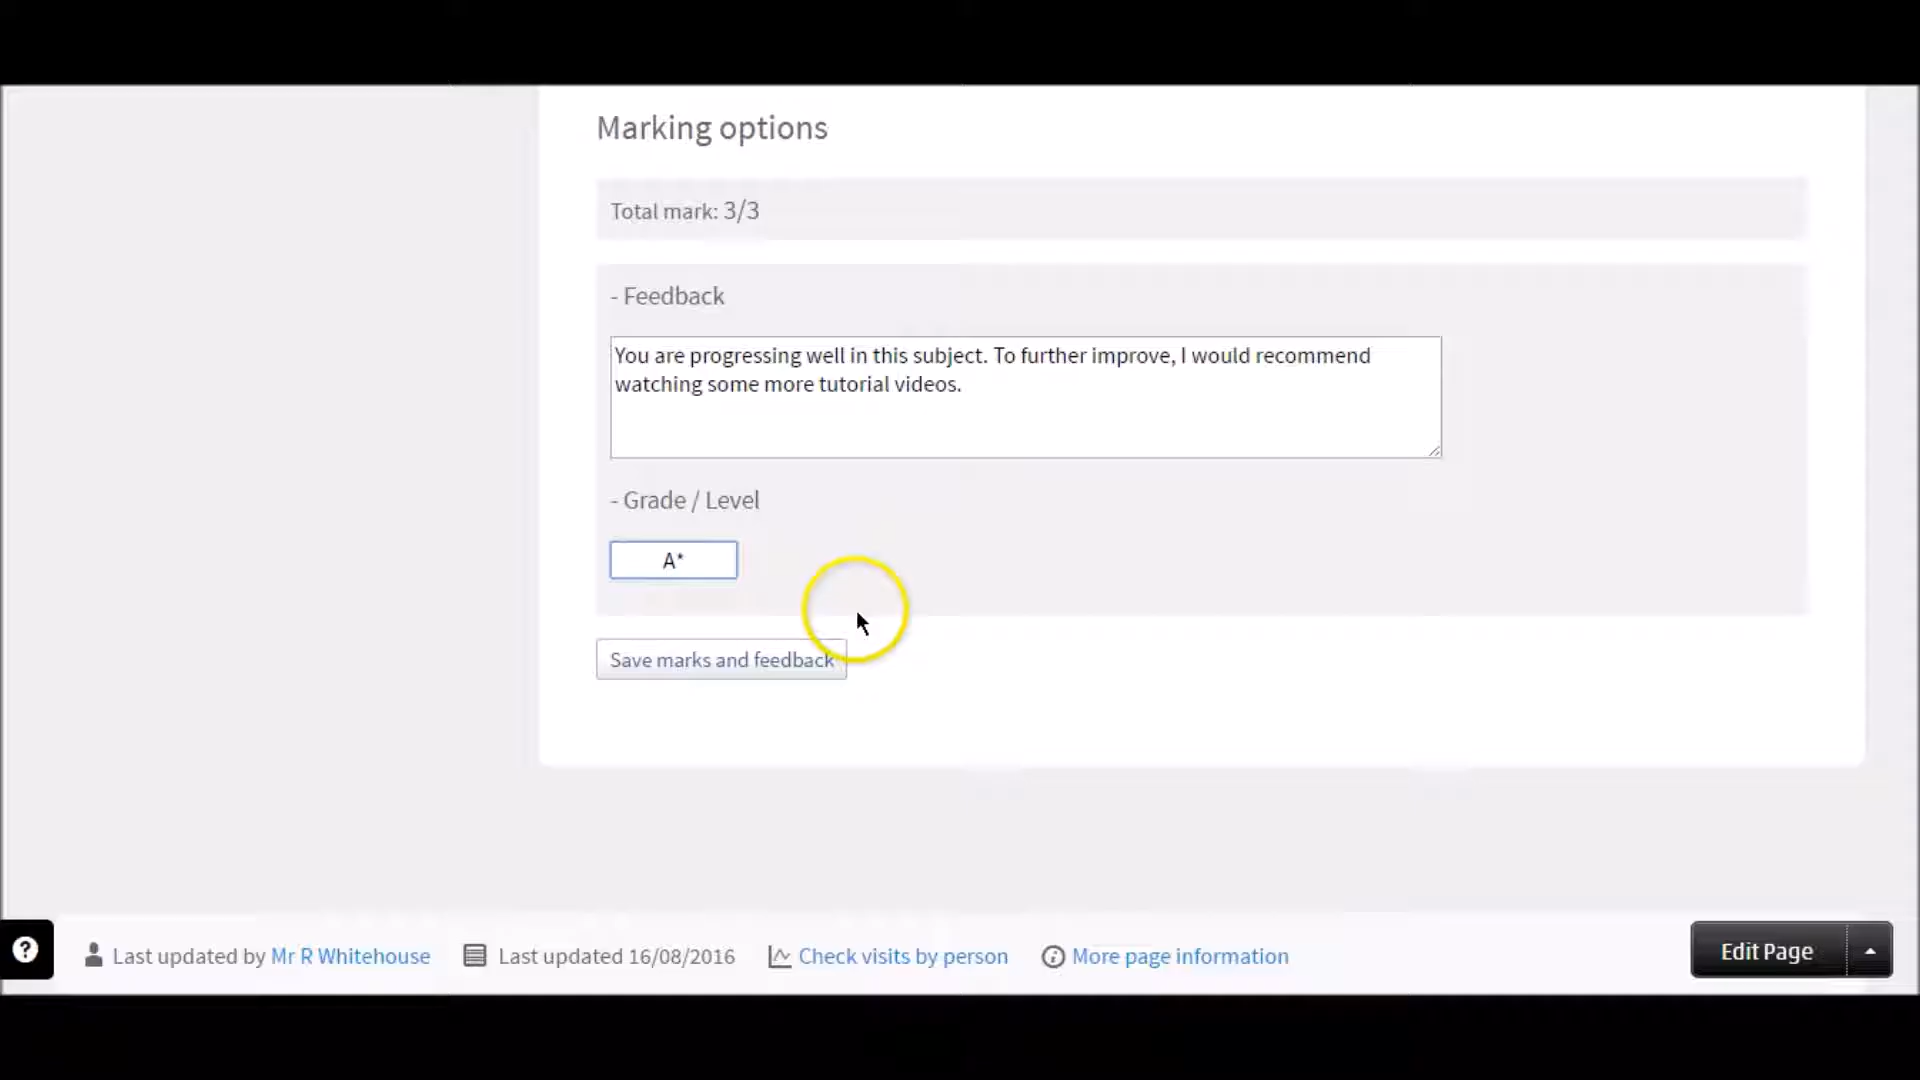 Marking options
Total mark: 3/3
- Feedback
You are progressing well in this subject. To further improve, I would recommend
watching some more tutorial videos.
- Grade / Level
A*
Save marks and feedback
? Last updated by Mr R Whitehouse Last updated 16/08/2016 Check visits by person More page information Edit Page